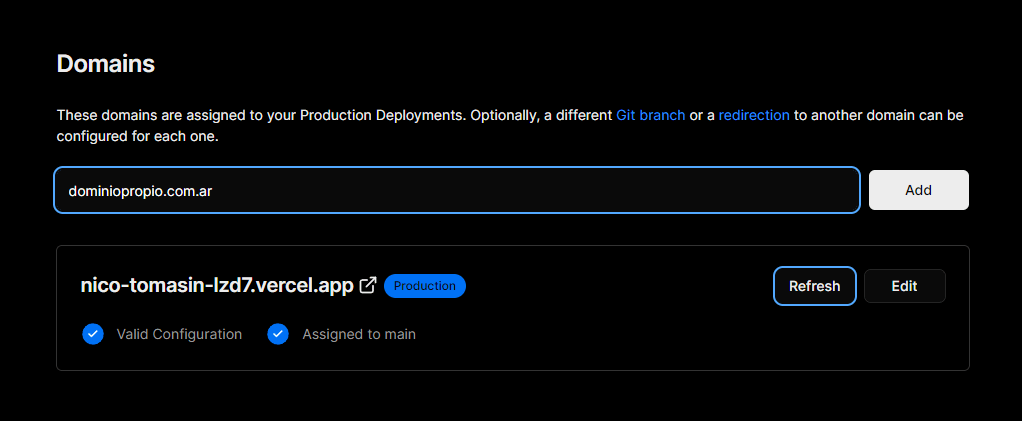 Domains
These domains are assigned to your Production Deployments. Optionally, a different Git branch or a redirection to another domain can be
configured for each one.
dominiopropio.com.ar
Add
nico-tomasin-lzd7.vercel.app
Production
Refresh
Edit
Valid Configuration
Assigned to main